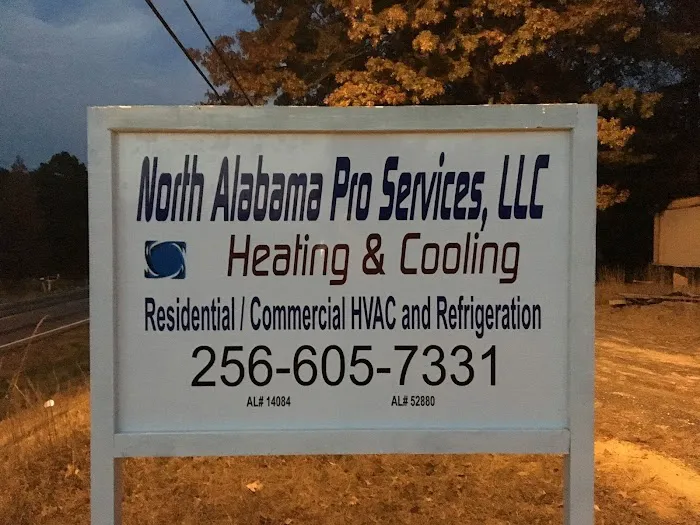 North Alabama Pro Services, LLC
Heating & Cooling
Residential / Commercial HVAC and Refrigeration
256-605-7331
AL# 14084 AL# 52880